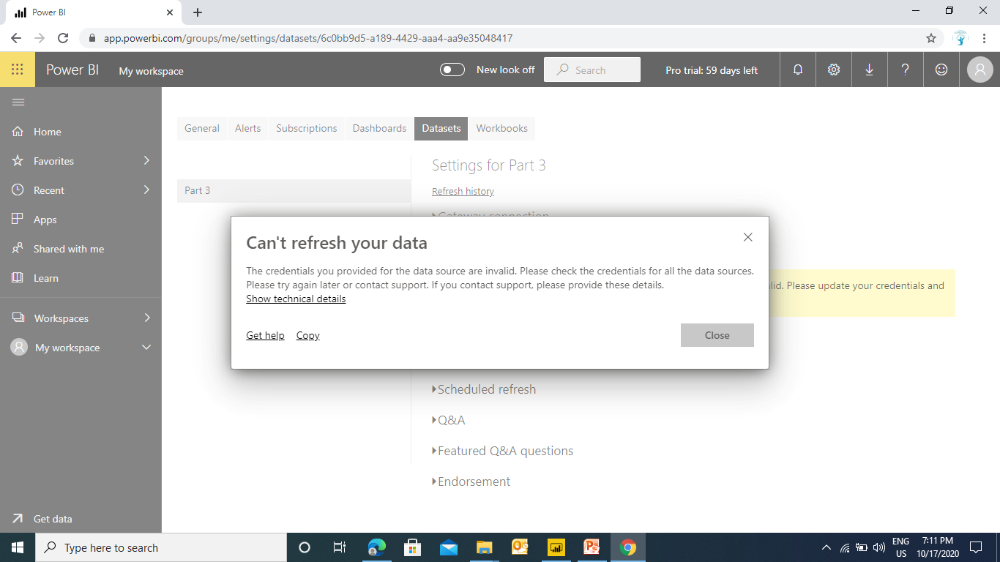 Power BI
app.powerbi.com/groups/me/settings/datasets/6c0bb9d5-a189-4429-aaa4-aa9e35048417
Power BI My workspace New look off Search Pro trial: 59 days left
Home
Favorites
Recent
Apps
Shared with me
Learn
Workspaces
My workspace
Get data
General Alerts Subscriptions Dashboards Datasets Workbooks
Part 3
Settings for Part 3
Refresh history
Gateway connection
Can't refresh your data
The credentials you provided for the data source are invalid. Please check the credentials for all the data sources.
Please try again later or contact support. If you contact support, please provide these details.
Show technical details
Get help Copy Close
lid. Please update your credentials and
Scheduled refresh
Q&A
Featured Q&A questions
Endorsement
Type here to search
ENG
US
7:11 PM
10/17/2020